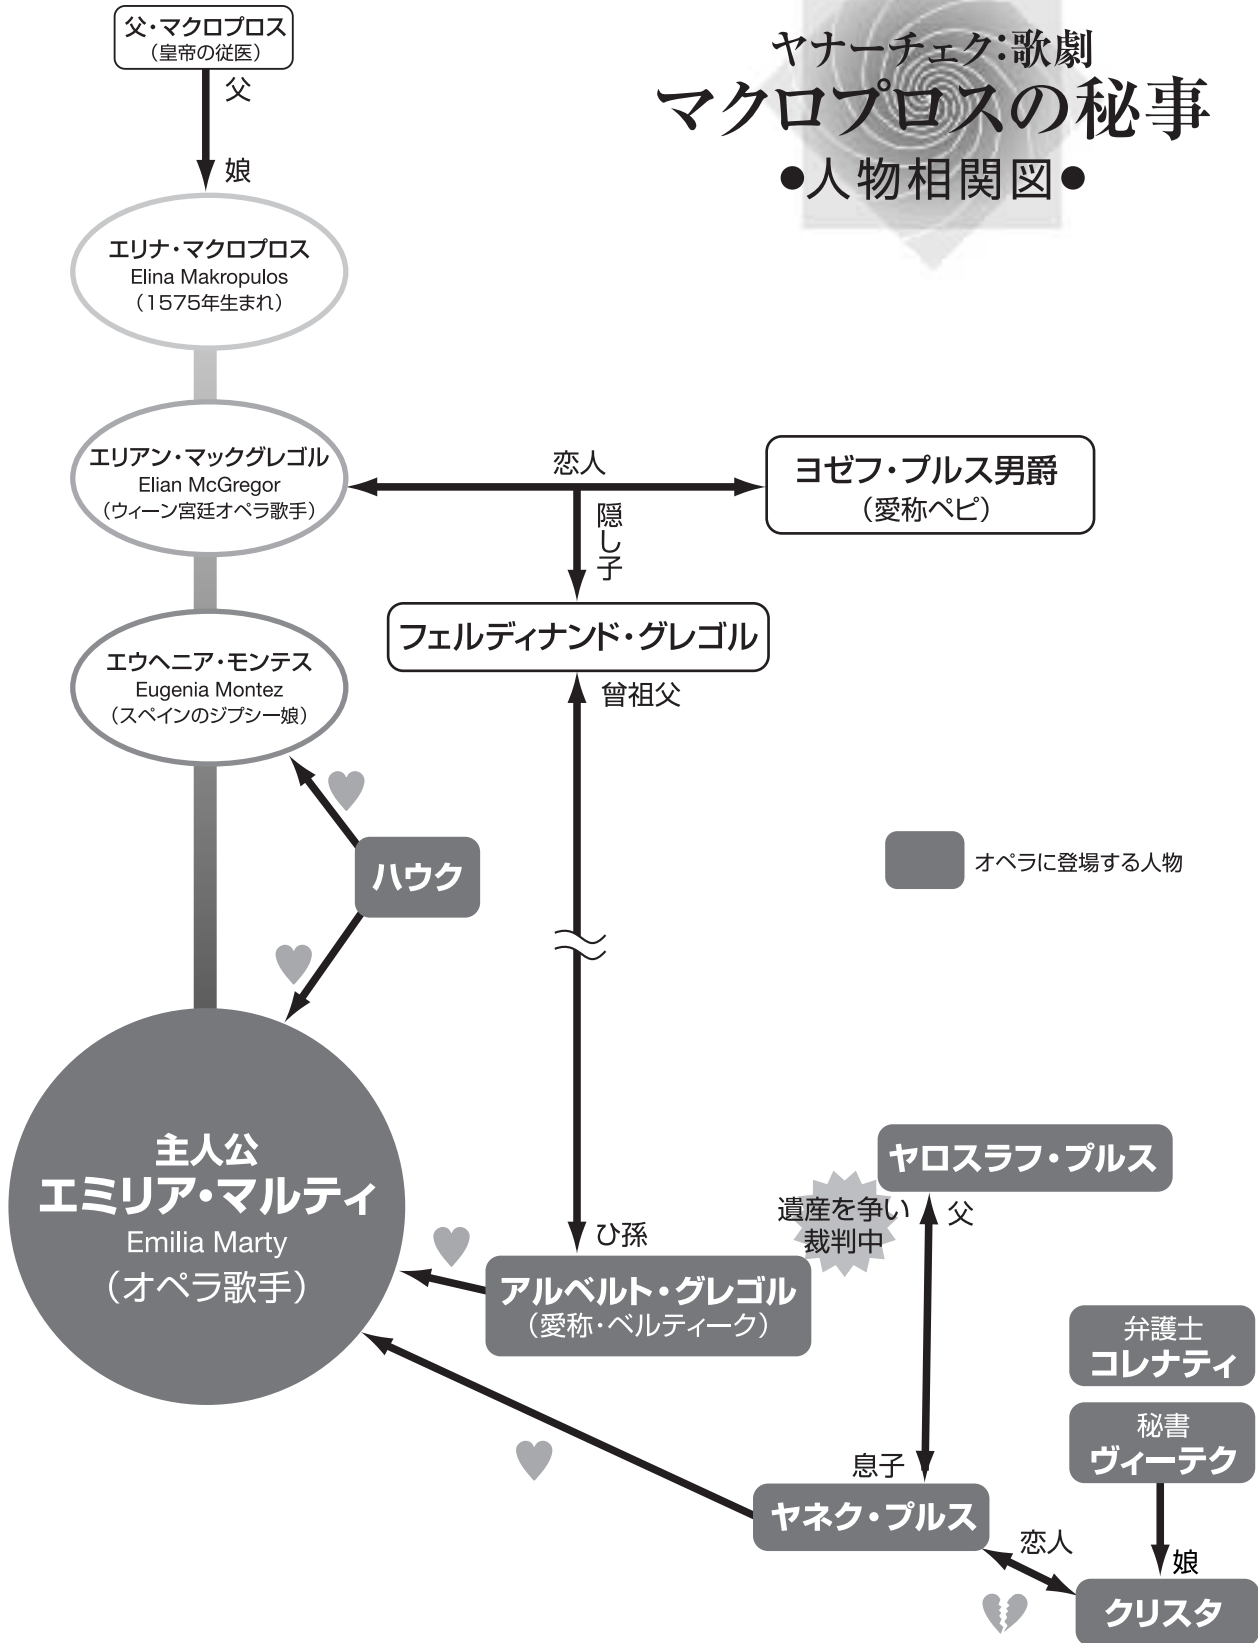 ヤナーチェク：歌劇
マクロプロスの秘事
●人物相関図●
父・マクロプロス
（皇帝の従医）
父
娘
エリナ・マクロプロス
Elina Makropulos
（1575年生まれ）
エリアン・マックグレゴル
Elian McGregor
（ウィーン宮廷オペラ歌手）
恋人
ヨゼフ・プルス男爵
（愛称ペピ）
隠し子
フェルディナンド・グレゴル
エウヘニア・モンテス
Eugenia Montez
（スペインのジプシー娘）
曾祖父
ハウク
オペラに登場する人物
主人公
エミリア・マルティ
Emilia Marty
（オペラ歌手）
ヤロスラフ・プルス
遺産を争い
裁判中
父
ひ孫
アルベルト・グレゴル
（愛称・ベルティーク）
弁護士
コレナティ
秘書
ヴィーテク
息子
ヤネク・プルス
恋人
娘
クリスタ